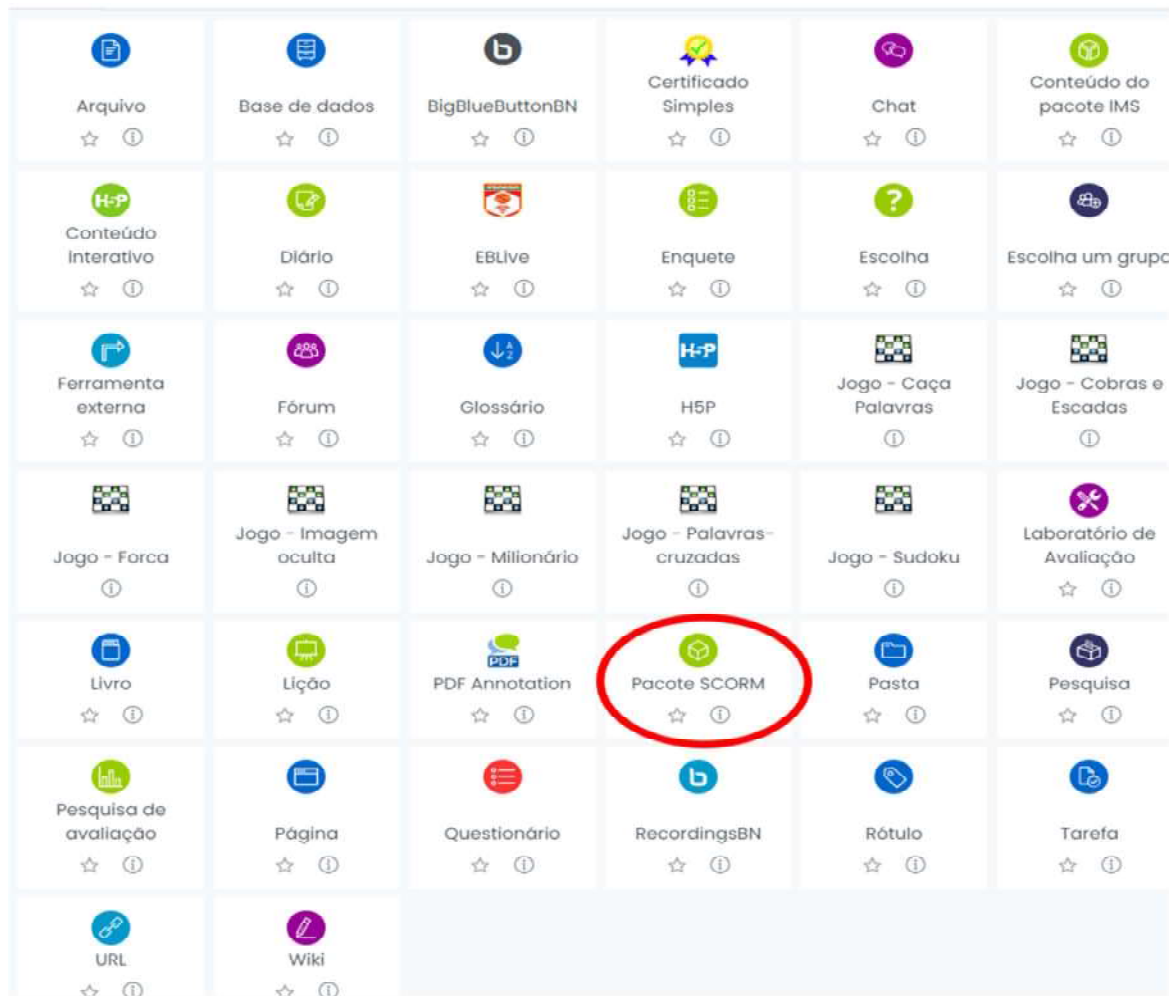 Arquivo
Base de dados
BigBlueButtonBN
Certificado
Simples
Chat
Conteúdo do
pacote IMS
H-P
Conteúdo
Interativo
Diário
EBLive
Enquete
Escolha
Escolha um grupo
Ferramenta
externa
Fórum
Glossário
H-P
H5P
Jogo - Caça
Palavras
Jogo - Cobras e
Escadas
Jogo - Forca
Jogo - Imagem
oculta
Jogo - Milionário
Jogo - Palavras-
cruzadas
Jogo - Sudoku
Laboratório de
Avaliação
Livro
Lição
PDF
PDF Annotation
Pacote SCORM
Pasta
Pesquisa
Pesquisa de
avaliação
Página
Questionário
b
RecordingsBN
Rótulo
Tarefa
URL
Wiki